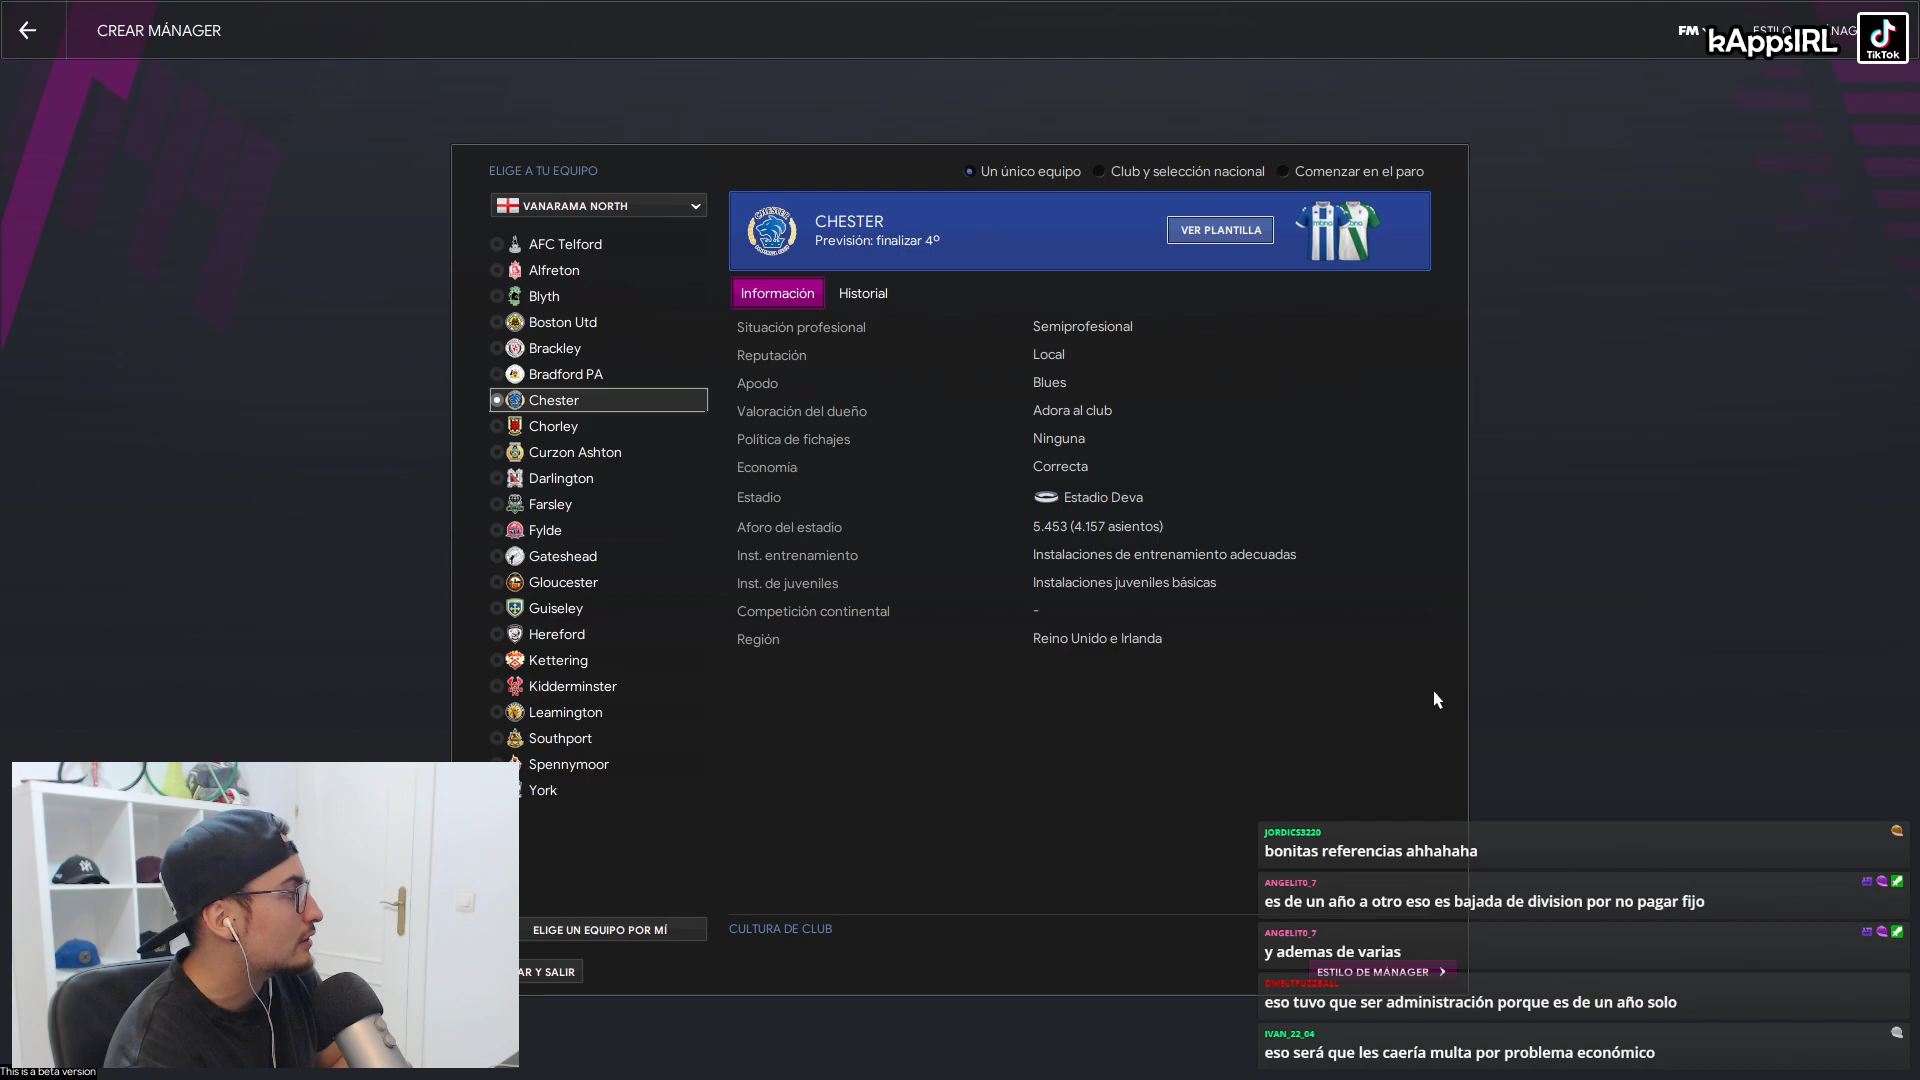 CREAR MÁNAGER
FM
kAppsIRL
TikTok
ELIGE A TU EQUIPO
Un único equipo
Club y selección nacional
Comenzar en el paro
VANARAMA NORTH
CHESTER
Previsión: finalizar 4º
VER PLANTILLA
AFC Telford
Alfreton
Blyth
Boston Utd
Brackley
Bradford PA
Chester
Chorley
Curzon Ashton
Darlington
Farsley
Fylde
Gateshead
Gloucester
Guiseley
Hereford
Kettering
Kidderminster
Leamington
Southport
Spennymoor
York
Información
Historial
Situación profesional Semiprofesional
Reputación Local
Apodo Blues
Valoración del dueño Adora al club
Política de fichajes Ninguna
Economía Correcta
Estadio Estadio Deva
Aforo del estadio 5.453 (4.157 asientos)
Inst. entrenamiento Instalaciones de entrenamiento adecuadas
Inst. de juveniles Instalaciones juveniles básicas
Competición continental -
Región Reino Unido e Irlanda
ELIGE UN EQUIPO POR MÍ
CULTURA DE CLUB
AR Y SALIR
ESTILO DE MÁNAGER
JORDICS3220
bonitas referencias ahhahaha
ANGELIT0_7
es de un año a otro eso es bajada de division por no pagar fijo
ANGELIT0_7
y ademas de varias
eso tuvo que ser administración porque es de un año solo
IVAN_22_04
eso será que les caería multa por problema económico
This is a beta version